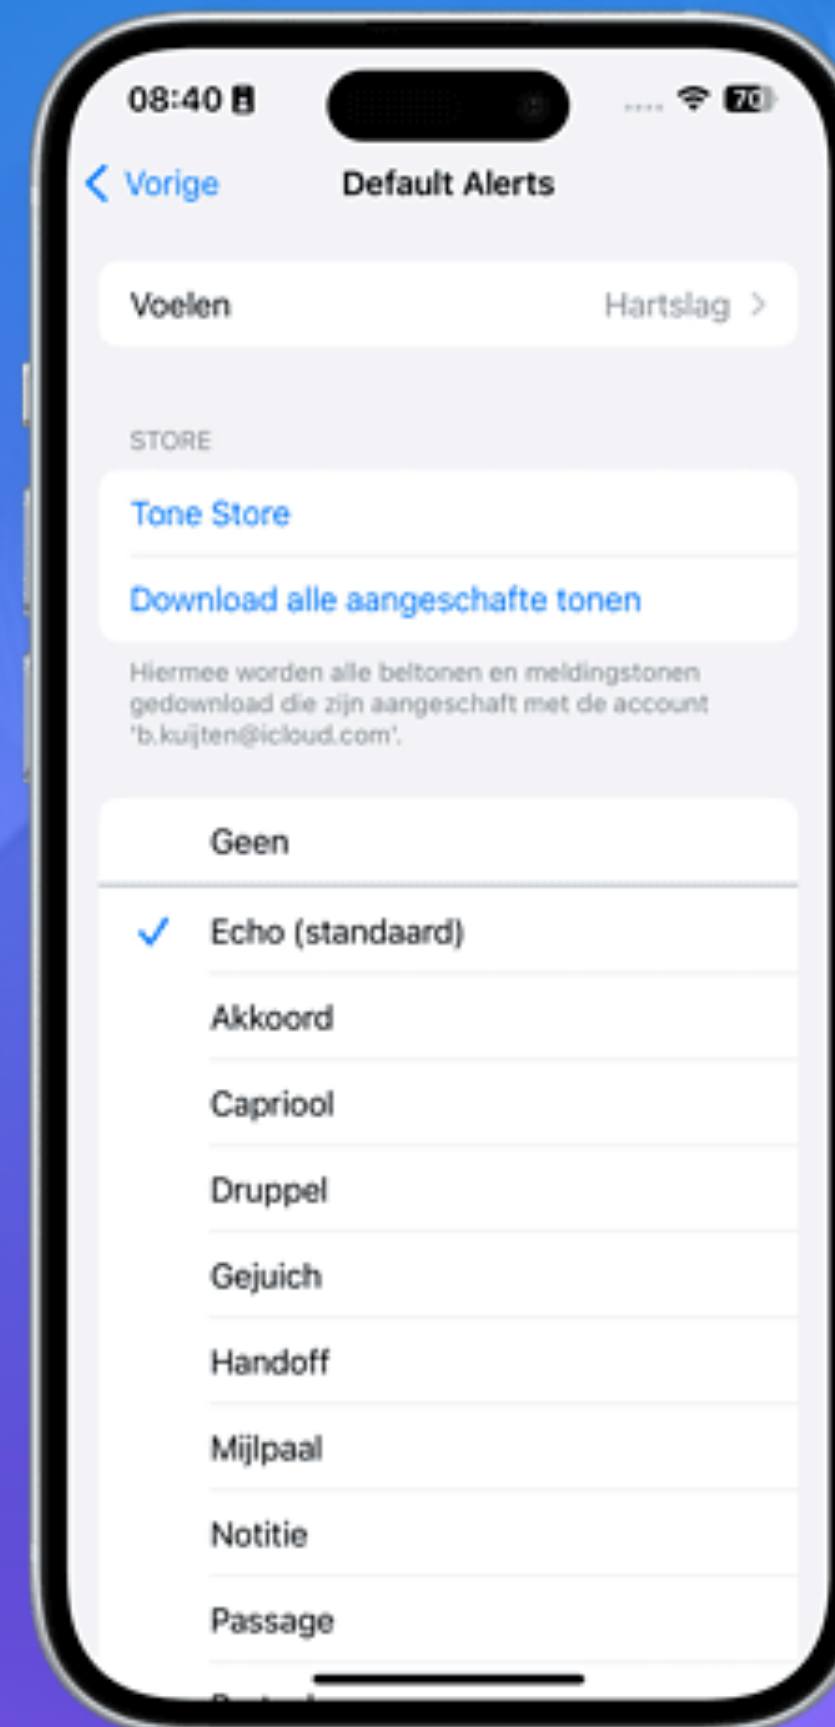 08:40
70
Vorige
Default Alerts
Voelen
Hartslag
STORE
Tone Store
Download alle aangeschafte tonen
Hiermee worden alle beltonen en meldingstonen
gedownload die zijn aangeschaft met de account
'b.kuijten@icloud.com'.
Geen
Echo (standaard)
Akkoord
Capriool
Druppel
Gejuich
Handoff
Mijlpaal
Notitie
Passage